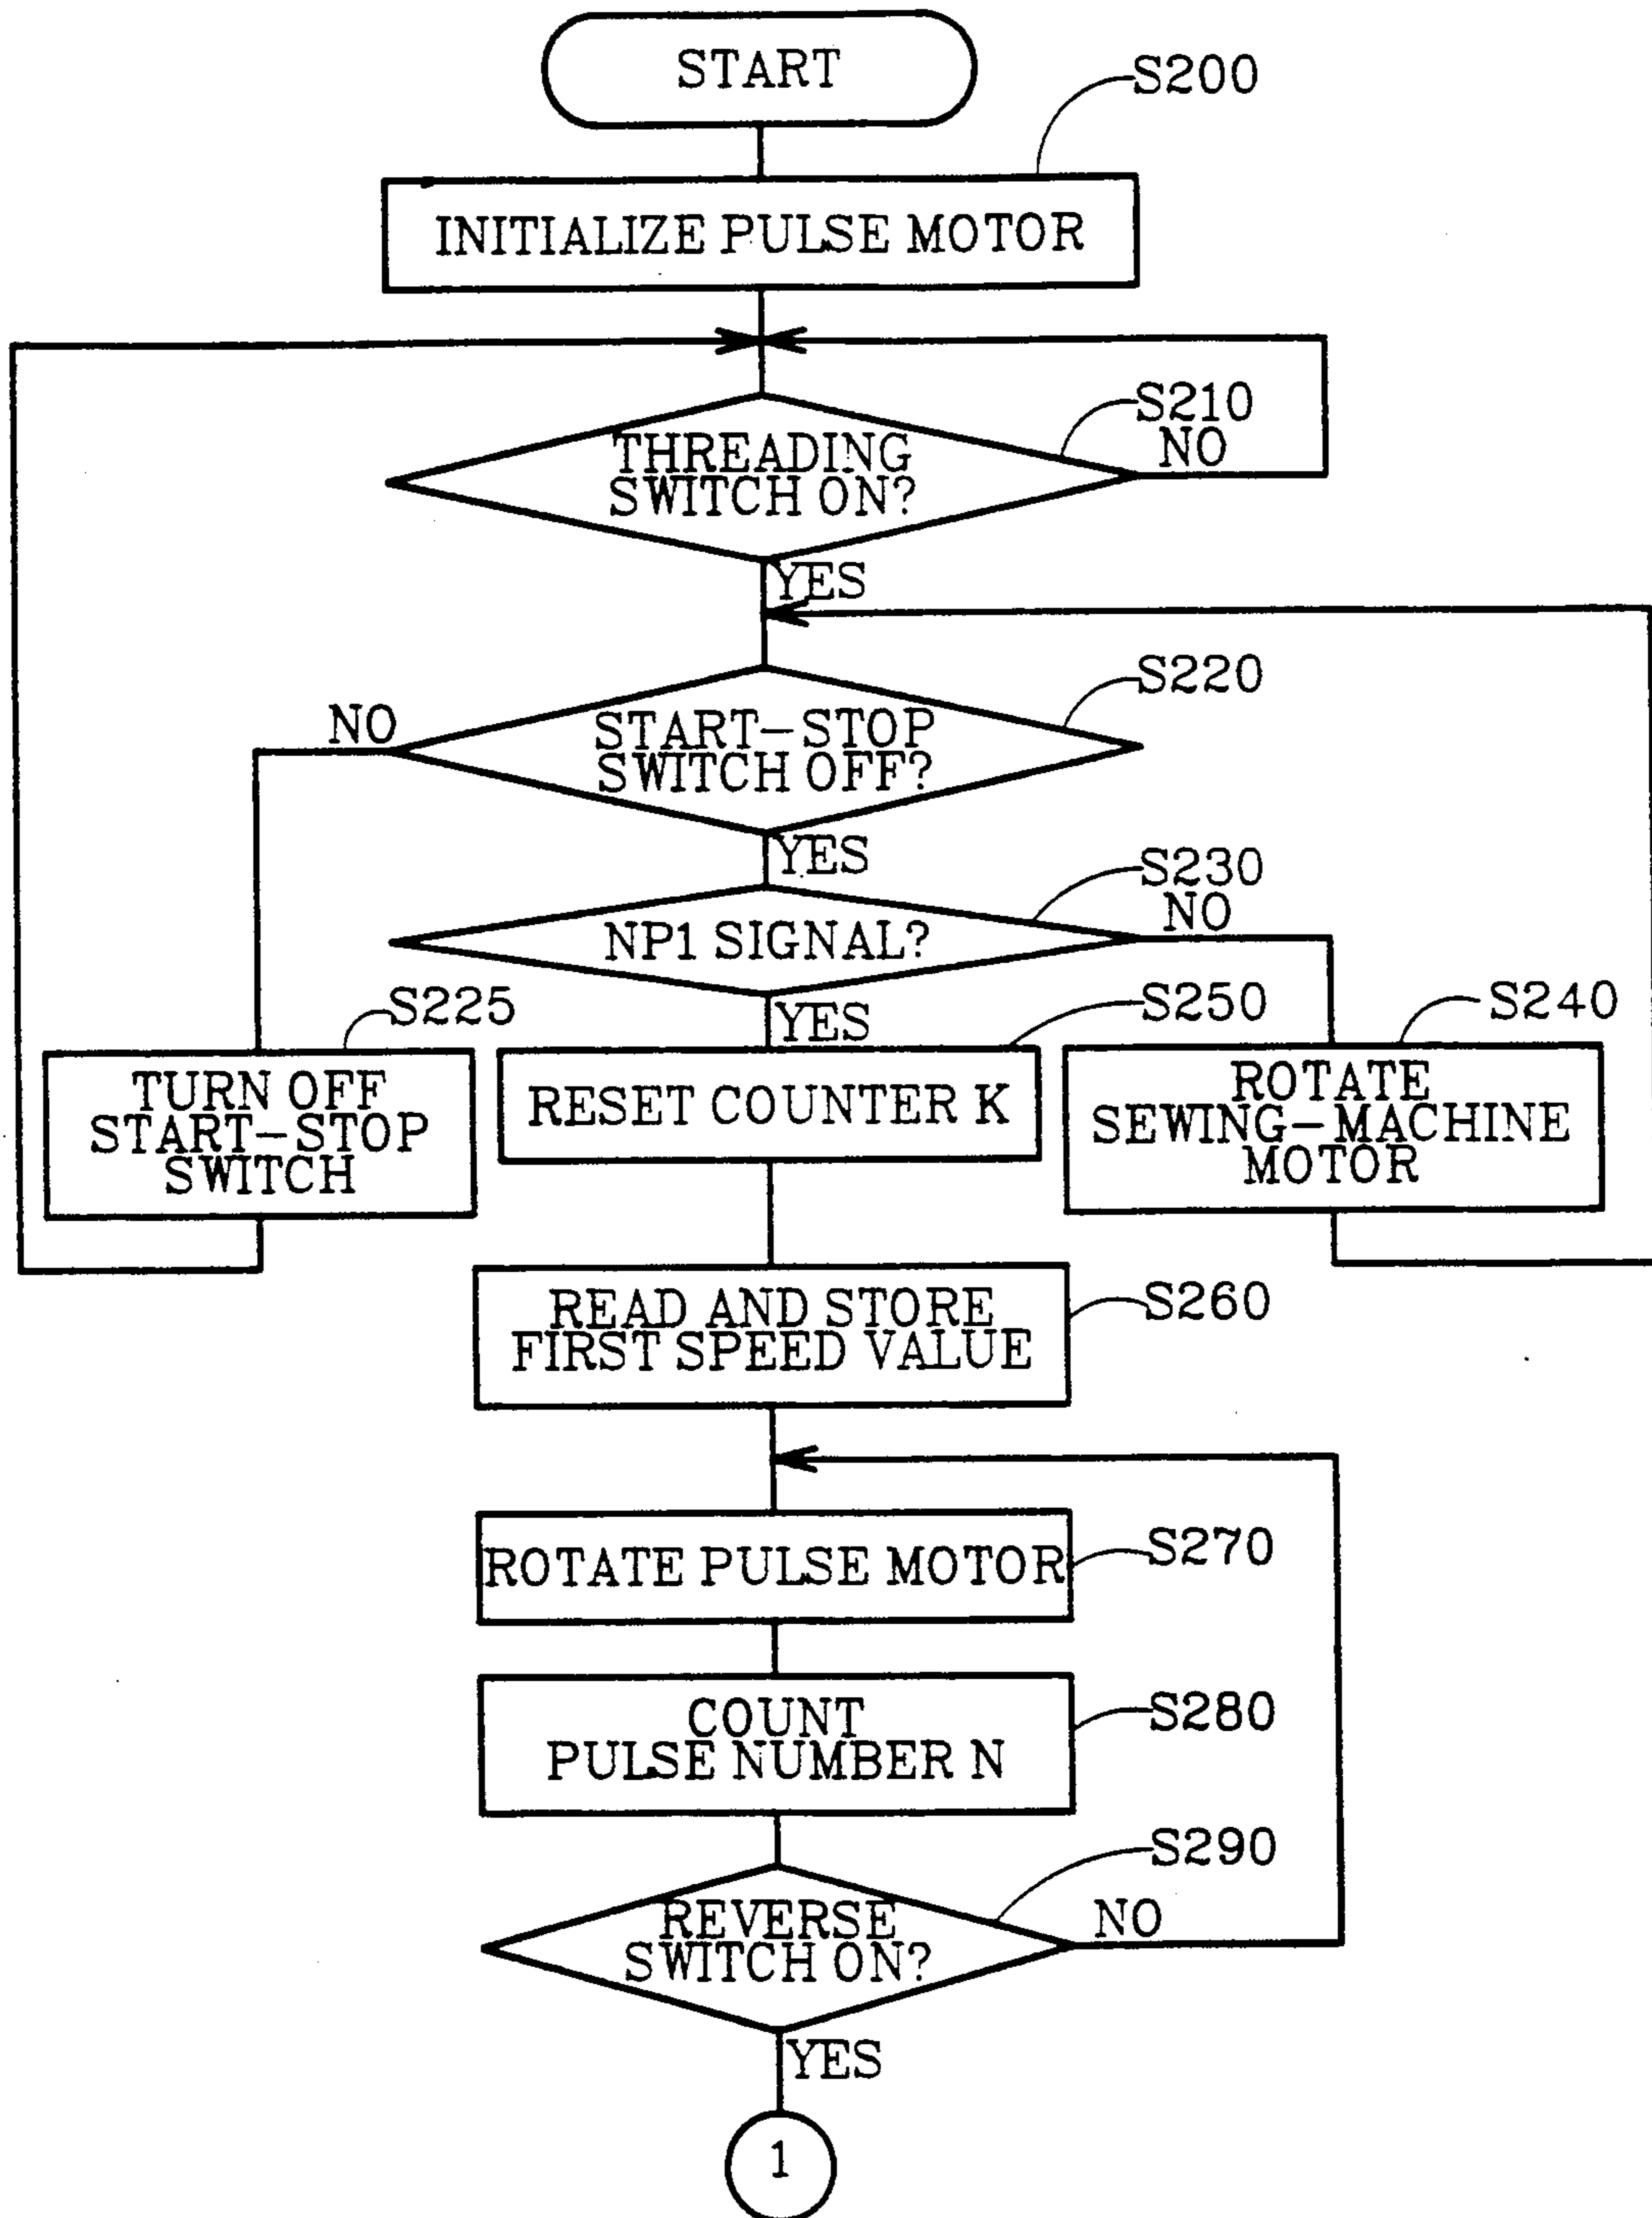 START
S200
INITIALIZE PULSE MOTOR
S210
THREADING
SWITCH ON?
NO
YES
S220
NO
START-STOP
SWITCH OFF?
YES
S230
NP1 SIGNAL?
NO
YES
S225
S250
S240
TURN OFF
START-STOP
SWITCH
RESET COUNTER K
ROTATE
SEWING-MACHINE
MOTOR
READ AND STORE
FIRST SPEED VALUE
S260
ROTATE PULSE MOTOR
S270
COUNT
PULSE NUMBER N
S280
S290
REVERSE
SWITCH ON?
NO
YES
1